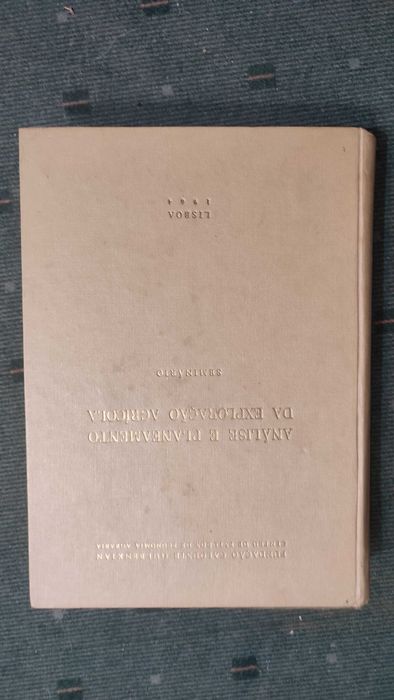 FUNDAÇÃO CALOUSTE GULBENKIAN
CENTRO DE ESTUDOS DE ECONOMIA AGRÁRIA
ANÁLISE E PLANEAMENTO
DA EXPLORAÇÃO AGRÍCOLA
SEMINÁRIO
LISBOA
1964